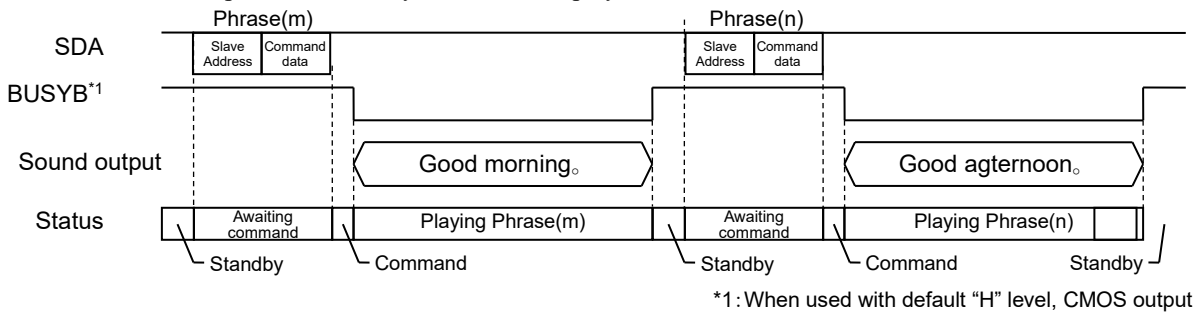 Phrase(m) Phrase(n)
SDA Slave Address Command data Slave Address Command data
BUSYB*1
Sound output Good morning。 Good agternoon。
Status Awaiting command Playing Phrase(m) Awaiting command Playing Phrase(n)
Standby Command Standby Command Standby
*1:When used with default “H” level, CMOS output